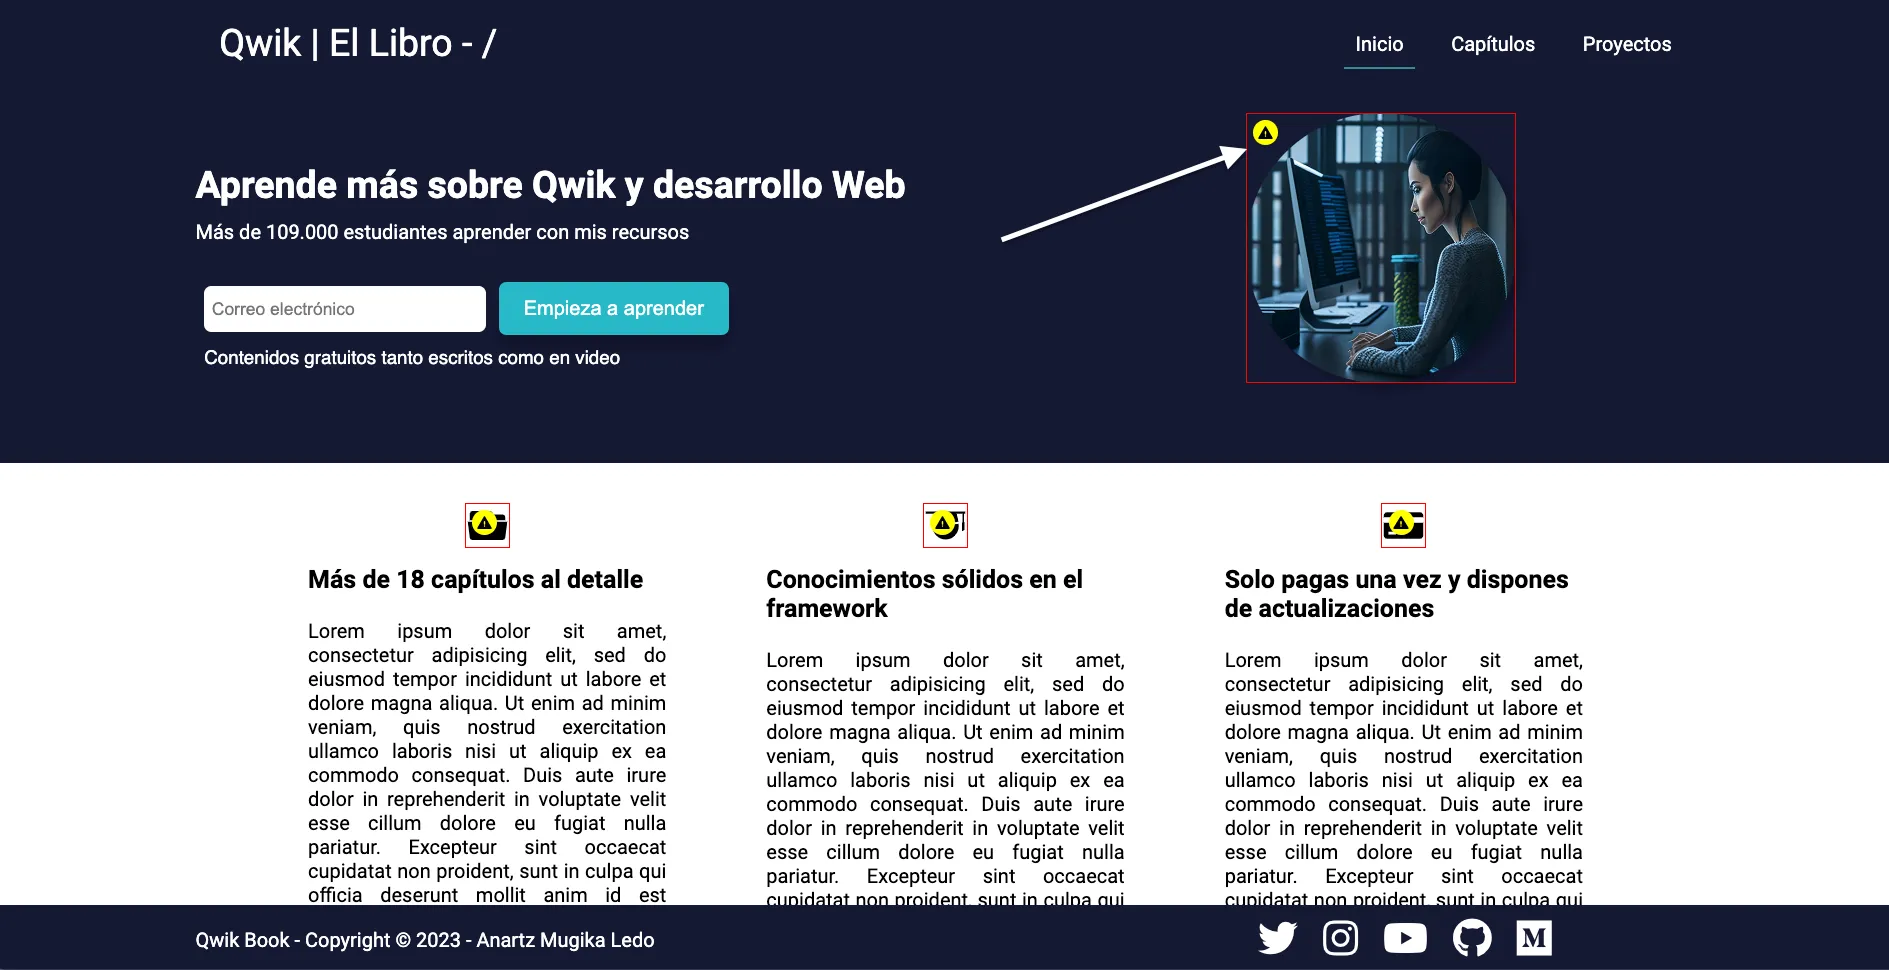 Qwik | El Libro - /
Inicio
Capítulos
Proyectos
Aprende más sobre Qwik y desarrollo Web
Más de 109.000 estudiantes aprender con mis recursos
Correo electrónico
Empieza a aprender
Contenidos gratuitos tanto escritos como en video
Más de 18 capítulos al detalle
Lorem ipsum dolor sit amet,
consectetur adipisicing elit, sed do
eiusmod tempor incididunt ut labore et
dolore magna aliqua. Ut enim ad minim
veniam, quis nostrud exercitation
ullamco laboris nisi ut aliquip ex ea
commodo consequat. Duis aute irure
dolor in reprehenderit in voluptate velit
esse cillum dolore eu fugiat nulla
pariatur. Excepteur sint occaecat
cupidatat non proident, sunt in culpa qui
officia deserunt mollit anim id est
Conocimientos sólidos en el
framework
Lorem ipsum dolor sit amet,
consectetur adipisicing elit, sed do
eiusmod tempor incididunt ut labore et
dolore magna aliqua. Ut enim ad minim
veniam, quis nostrud exercitation
ullamco laboris nisi ut aliquip ex ea
commodo consequat. Duis aute irure
dolor in reprehenderit in voluptate velit
esse cillum dolore eu fugiat nulla
pariatur. Excepteur sint occaecat
cupidatat non proident, sunt in culpa qui
Solo pagas una vez y dispones
de actualizaciones
Lorem ipsum dolor sit amet,
consectetur adipisicing elit, sed do
eiusmod tempor incididunt ut labore et
dolore magna aliqua. Ut enim ad minim
veniam, quis nostrud exercitation
ullamco laboris nisi ut aliquip ex ea
commodo consequat. Duis aute irure
dolor in reprehenderit in voluptate velit
esse cillum dolore eu fugiat nulla
pariatur. Excepteur sint occaecat
cupidatat non proident, sunt in culpa qui
Qwik Book - Copyright © 2023 - Anartz Mugika Ledo
M